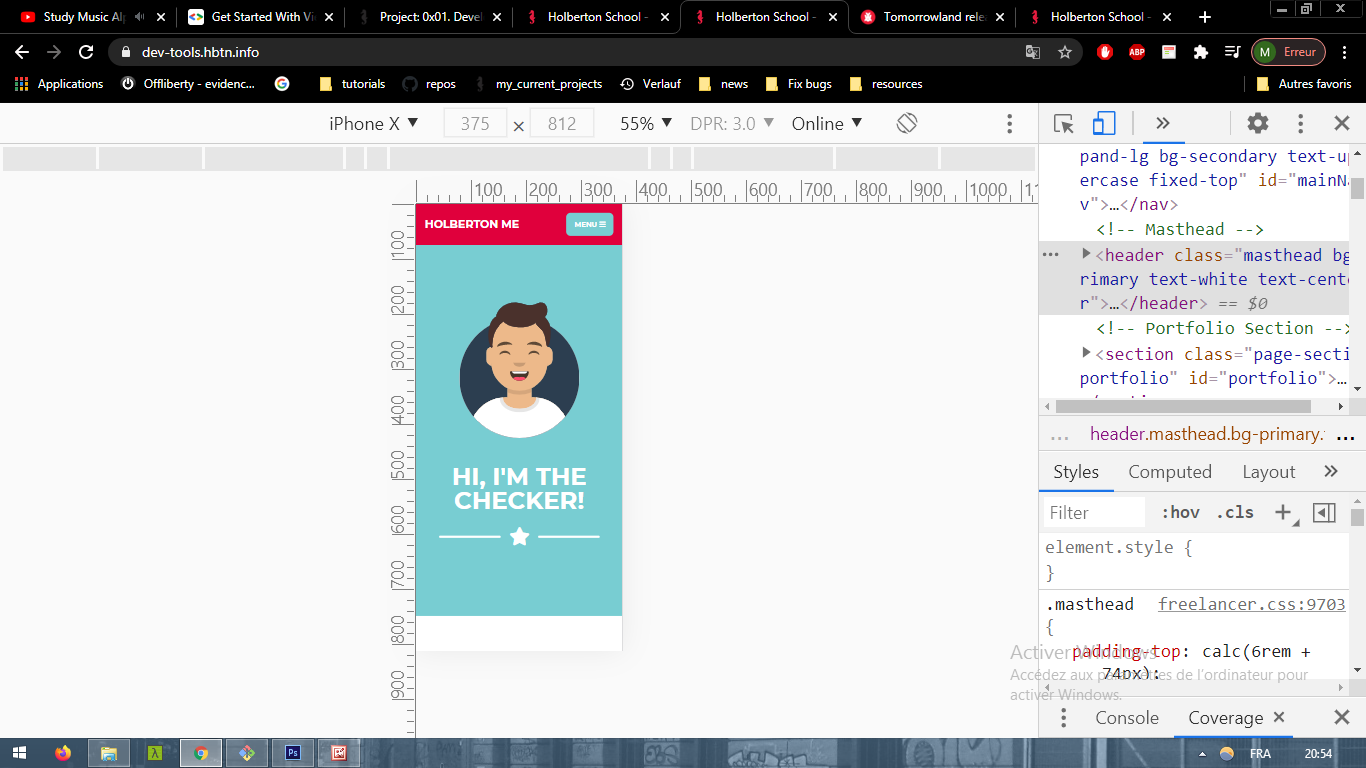 Study Music Al
Get Started With Vi
Project: 0x01. Devel
Holberton School -
Holberton School -
Tomorrowland rele
Holberton School -
dev-tools.hbtn.info
M Erreur
ABP
Applications
Offliberty - evidenc...
tutorials
repos
my_current_projects
Verlauf
news
Fix bugs
resources
Autres favoris
iPhone X ▼ 375 × 812 55% ▼ DPR: 3.0 ▼ Online ▼
100 200 300 400 500 600 700 800 900 1000
100
200
300
400
500
600
700
800
900
HOLBERTON ME
MENU
HI, I'M THE
CHECKER!
pand-lg bg-secondary text-up
ercase fixed-top" id="mainNa
v">…</nav>
<!-- Masthead -->
<header class="masthead bg
rimary text-white text-cent
r">…</header> == $0
<!-- Portfolio Section --
<section class="page-secti
portfolio" id="portfolio">…
... header.masthead.bg-primary. ...
Styles Computed Layout »
Filter :hov .cls +
element.style {
}
.masthead freelancer.css:9703
{
padding-top: calc(6rem +
74px);
Activer Windows
Accédez aux paramètres de l'ordinateur pour
activer Windows.
Console Coverage ×
Ps
FRA 20:54